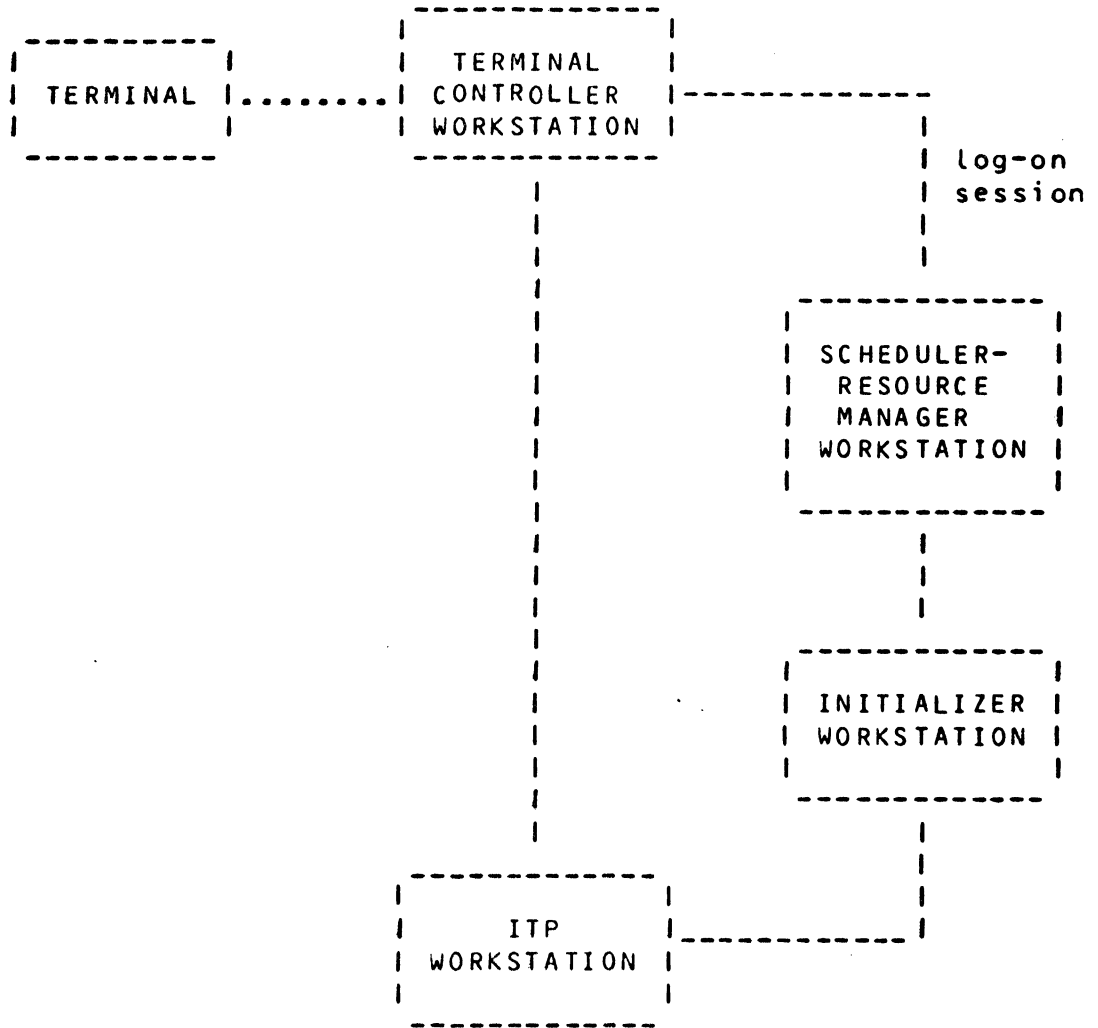 TERMINAL
TERMINAL
CONTROLLER
WORKSTATION
log-on
session
SCHEDULER-
RESOURCE
MANAGER
WORKSTATION
INITIALIZER
WORKSTATION
ITP
WORKSTATION